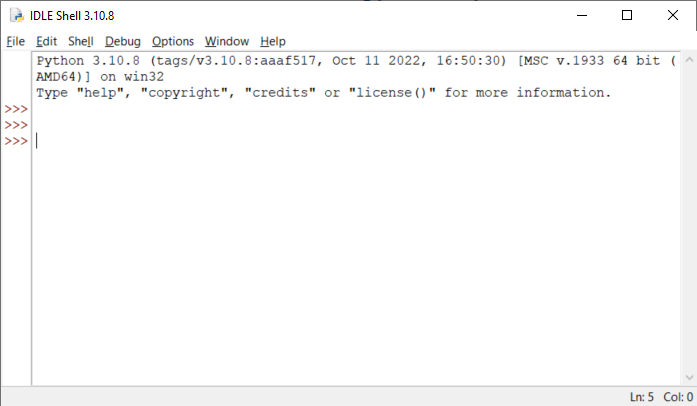 IDLE Shell 3.10.8
File Edit Shell Debug Options Window Help
Python 3.10.8 (tags/v3.10.8:aaaf517, Oct 11 2022, 16:50:30) [MSC v.1933 64 bit (
AMD64)] on win32
Type "help", "copyright", "credits" or "license()" for more information.
>>>
>>>
>>>
Ln: 5 Col: 0